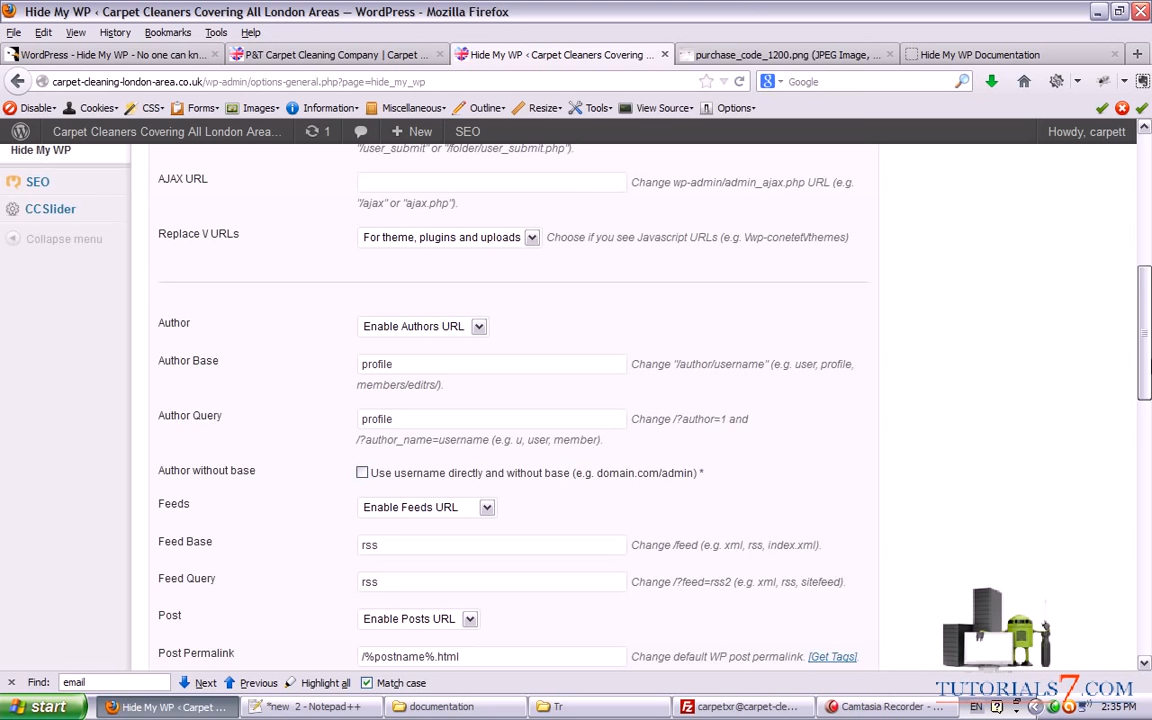 Hide My WP ‹ Carpet Cleaners Covering All London Areas — WordPress - Mozilla Firefox
File Edit View History Bookmarks Tools Help
WordPress - Hide My WP - No one can kn...
P&T Carpet Cleaning Company | Carpet ...
Hide My WP ‹ Carpet Cleaners Covering ...
purchase_code_1200.png (JPEG Image, ...
Hide My WP Documentation
carpet-cleaning-london-area.co.uk/wp-admin/options-general.php?page=hide_my_wp
Google
Disable Cookies CSS Forms Images Information Miscellaneous Outline Resize Tools View Source Options
Carpet Cleaners Covering All London Area... 1 New SEO Howdy, carpett
Hide My WP
SEO
CCSlider
Collapse menu
"/user_submit" or "/folder/user_submit.php").
AJAX URL
Change wp-admin/admin_ajax.php URL (e.g.
"/ajax" or "ajax.php").
Replace \/ URLs For theme, plugins and uploads Choose if you see Javascript URLs (e.g. \/wp-conetet\/themes)
Author Enable Authors URL
Author Base profile Change "/author/username" (e.g. user, profile,
members/editrs/).
Author Query profile Change /?author=1 and
/?author_name=username (e.g. u, user, member).
Author without base Use username directly and without base (e.g. domain.com/admin) *
Feeds Enable Feeds URL
Feed Base rss Change /feed (e.g. xml, rss, index.xml).
Feed Query rss Change /?feed=rss2 (e.g. xml, rss, sitefeed).
Post Enable Posts URL
Post Permalink /%postname%.html Change default WP post permalink. [Get Tags].
Find: email Next Previous Highlight all Match case
TUTORIALS7.COM
start Hide My WP ‹ Carpet ... *new 2 - Notepad++ documentation Tr carpetxr@carpet-cle... Camtasia Recorder - ... EN 2:35 PM